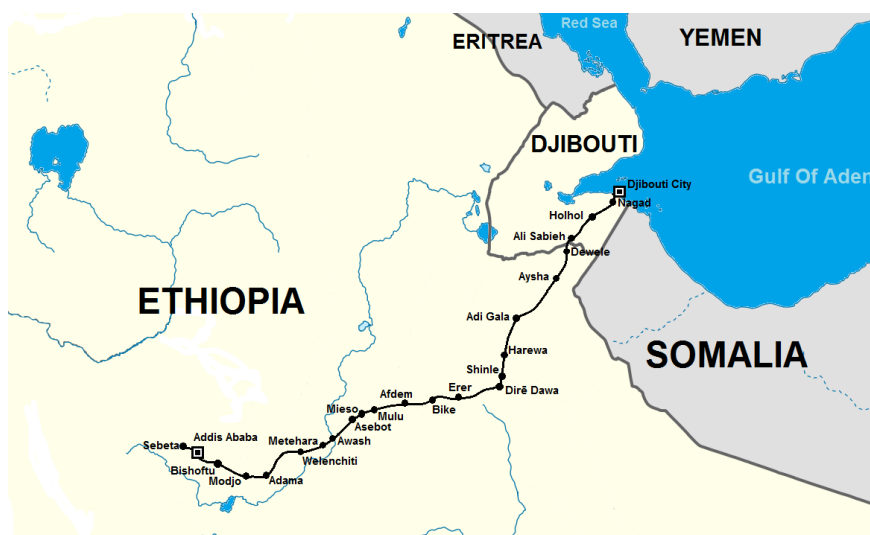 Red Sea
ERITREA
YEMEN
DJIBOUTI
Gulf Of Aden
Djibouti City
Nagad
Holhol
Ali Sabieh
Dewele
Aysha
ETHIOPIA
Adi Gala
SOMALIA
Harewa
Shinle
Dirē Dawa
Erer
Afdem
Bike
Mieso
Mulu
Asebot
Addis Ababa
Metehara
Awash
Sebeta
Welenchiti
Bishoftu
Modjo
Adama